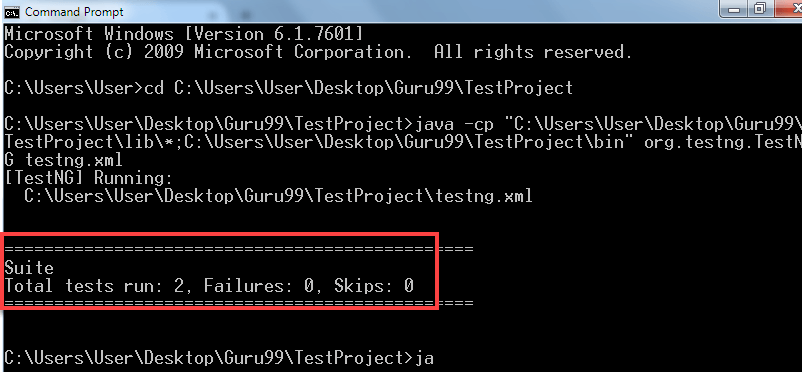 Command Prompt
Microsoft Windows [Version 6.1.7601]
Copyright (c) 2009 Microsoft Corporation.  All rights reserved.
C:\Users\User>cd C:\Users\User\Desktop\Guru99\TestProject
C:\Users\User\Desktop\Guru99\TestProject>java -cp "C:\Users\User\Desktop\Guru99\
TestProject\lib\*;C:\Users\User\Desktop\Guru99\TestProject\bin" org.testng.TestN
G testng.xml
[TestNG] Running:
  C:\Users\User\Desktop\Guru99\TestProject\testng.xml
===============================================
Suite
Total tests run: 2, Failures: 0, Skips: 0
===============================================
C:\Users\User\Desktop\Guru99\TestProject>ja